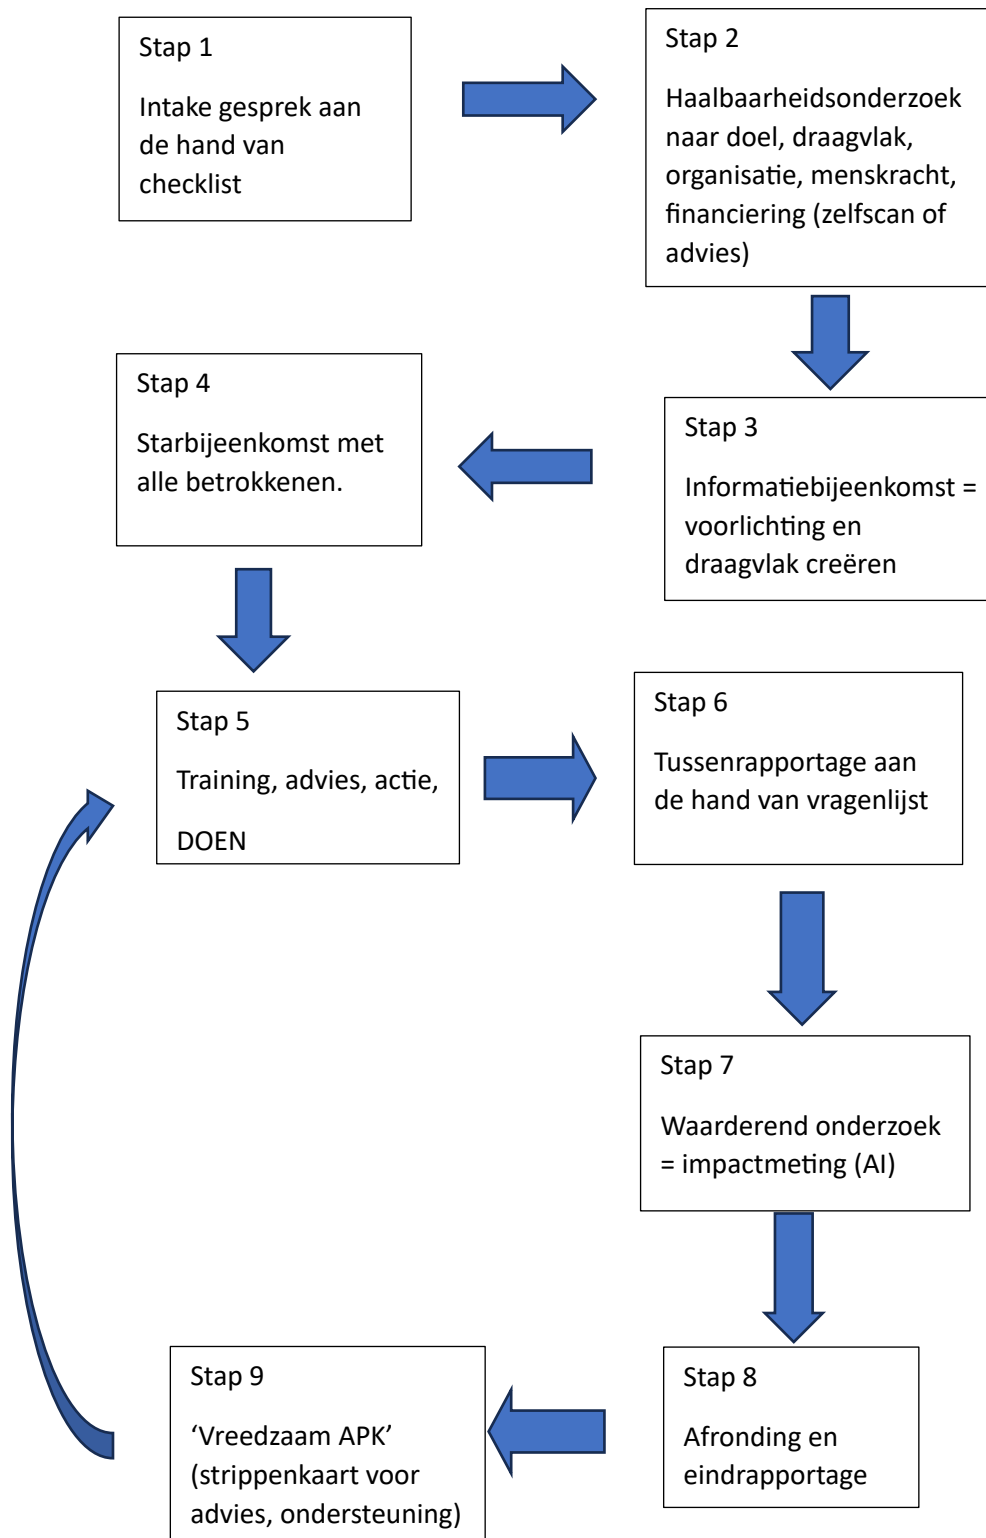 Stap 1
Intake gesprek aan
de hand van
checklist
Stap 2
Haalbaarheidsonderzoek
naar doel, draagvlak,
organisatie, menskracht,
financiering (zelfscan of
advies)
Stap 3
Informatiebijeenkomst =
voorlichting en
draagvlak creëren
Stap 4
Starbijeenkomst met
alle betrokkenen.
Stap 5
Training, advies, actie,
DOEN
Stap 6
Tussenrapportage aan
de hand van vragenlijst
Stap 7
Waarderend onderzoek
= impactmeting (AI)
Stap 8
Afronding en
eindrapportage
Stap 9
‘Vreedzaam APK’
(strippenkaart voor
advies, ondersteuning)